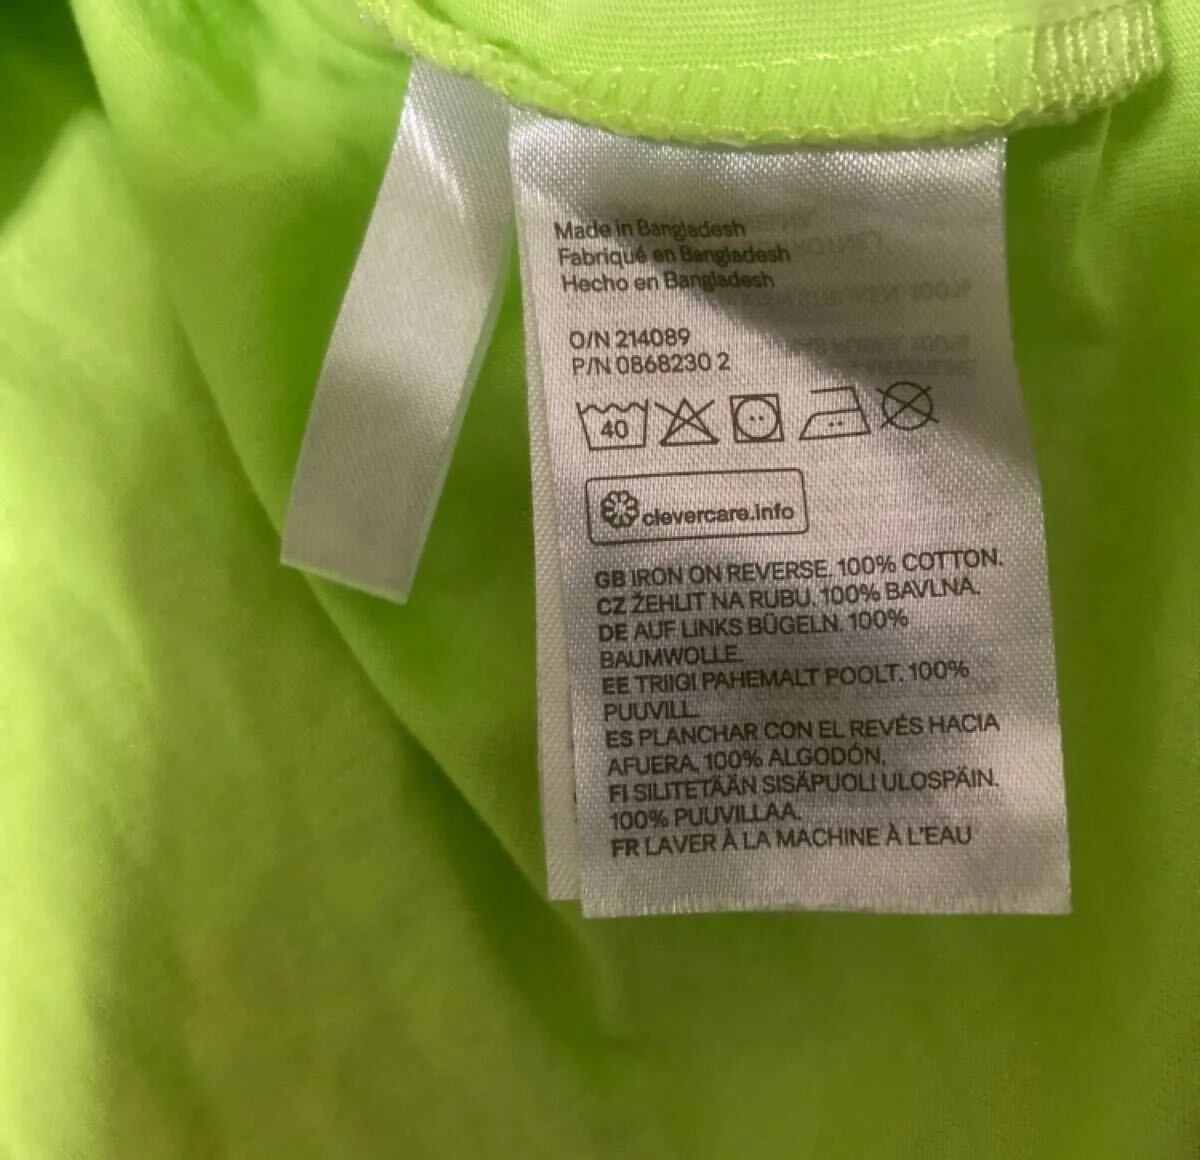 Made in Bangladesh
Fabriqué en Bangladesh
Hecho en Bangladesh
O/N 214089
P/N 0868230 2
40
clevercare.info
GB IRON ON REVERSE. 100% COTTON.
CZ ŽEHLIT NA RUBU. 100% BAVLNA.
DE AUF LINKS BÜGELN. 100%
BAUMWOLLE.
EE TRIIGI PAHEMALT POOLT. 100%
PUUVILL.
ES PLANCHAR CON EL REVÉS HACIA
AFUERA. 100% ALGODÓN.
FI SILITETÄÄN SISÄPUOLI ULOSPÄIN.
100% PUUVILLAA.
FR LAVER À LA MACHINE À L'EAU